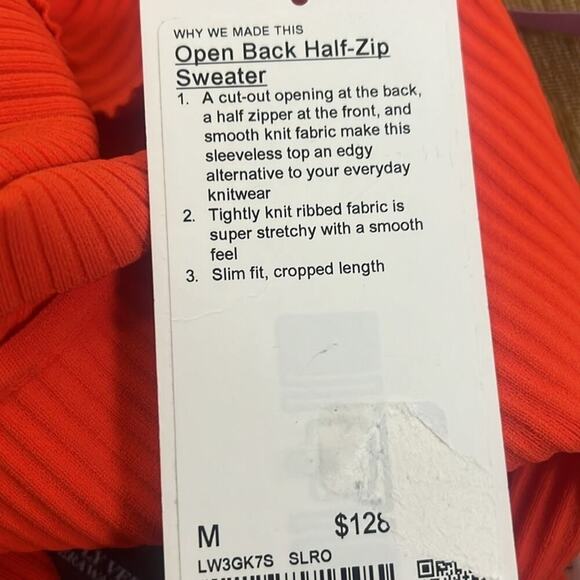 WHY WE MADE THIS
Open Back Half-Zip
Sweater
1. A cut-out opening at the back,
a half zipper at the front, and
smooth knit fabric make this
sleeveless top an edgy
alternative to your everyday
knitwear
2. Tightly knit ribbed fabric is
super stretchy with a smooth
feel
3. Slim fit, cropped length
M $128
LW3GK7S SLRO